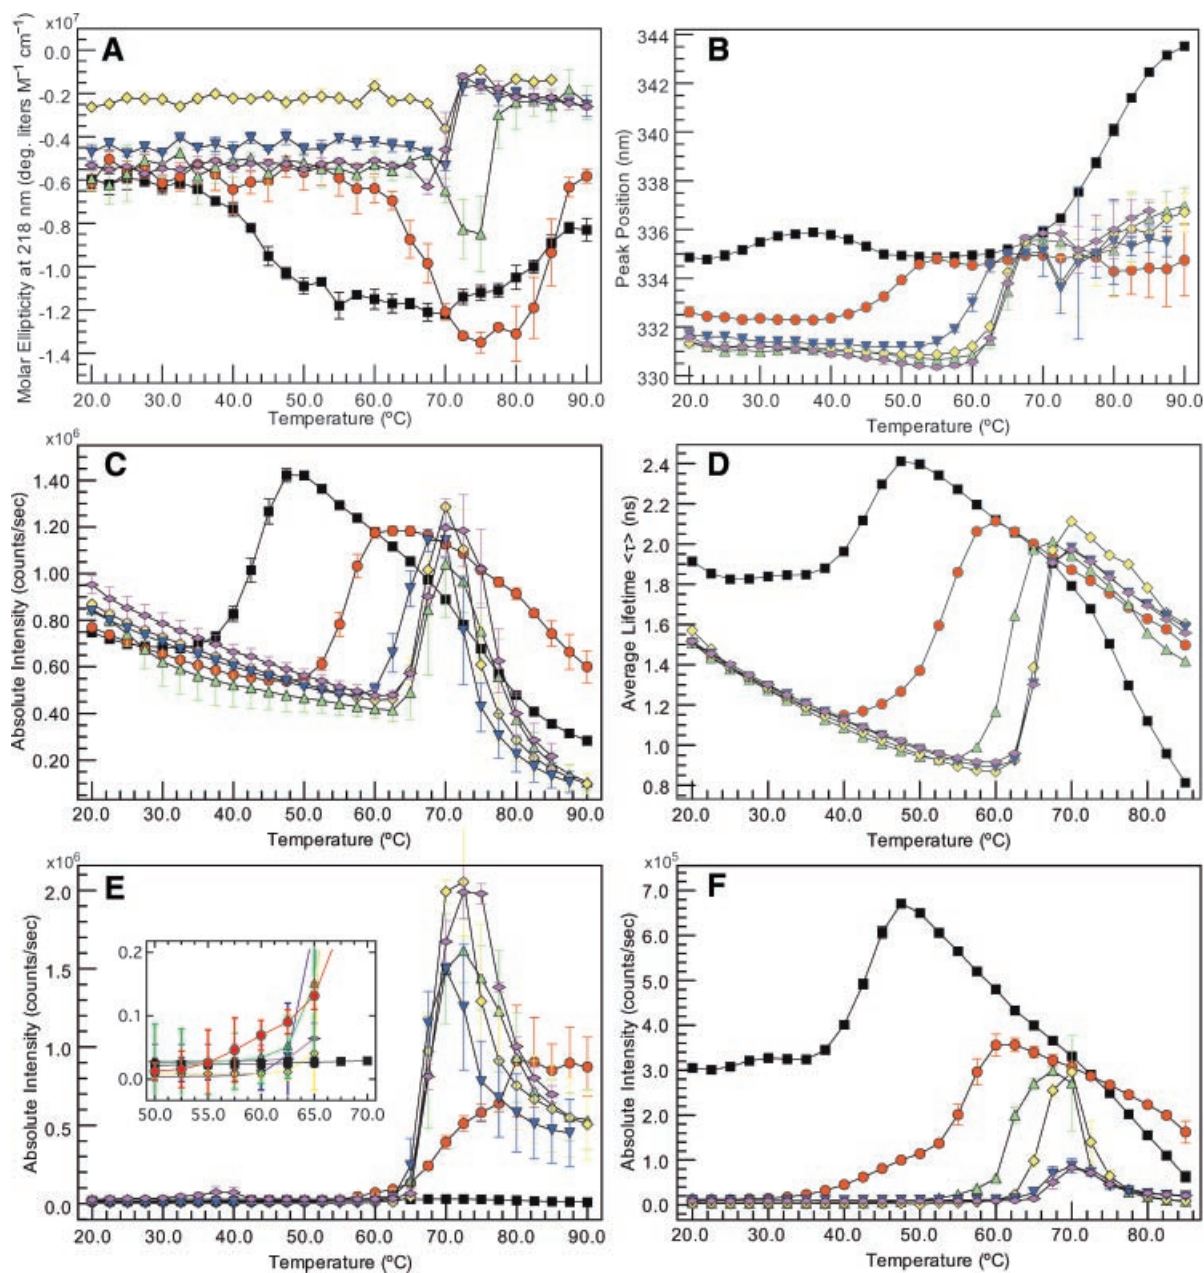 x10⁷
A
Molar Ellipticity at 218 nm (deg. liters M⁻¹ cm⁻¹)
0.0
-0.2
-0.4
-0.6
-0.8
-1.0
-1.2
-1.4
20.0 30.0 40.0 50.0 60.0 70.0 80.0 90.0
Temperature (ºC)
B
Peak Position (nm)
344
342
340
338
336
334
332
330
20.0 30.0 40.0 50.0 60.0 70.0 80.0 90.0
Temperature (ºC)
x10⁶
C
Absolute Intensity (counts/sec)
1.40
1.20
1.00
0.80
0.60
0.40
0.20
20.0 30.0 40.0 50.0 60.0 70.0 80.0 90.0
Temperature (ºC)
D
Average Lifetime <τ> (ns)
2.4
2.2
2.0
1.8
1.6
1.4
1.2
1.0
0.8
20.0 30.0 40.0 50.0 60.0 70.0 80.0
Temperature (ºC)
x10⁶
E
Absolute Intensity (counts/sec)
2.0
1.5
1.0
0.5
0.0
0.2
0.1
0.0
50.0 55.0 60.0 65.0 70.0
20.0 30.0 40.0 50.0 60.0 70.0 80.0 90.0
Temperature (ºC)
x10⁵
F
Absolute Intensity (counts/sec)
7.0
6.0
5.0
4.0
3.0
2.0
1.0
0.0
20.0 30.0 40.0 50.0 60.0 70.0 80.0
Temperature (ºC)